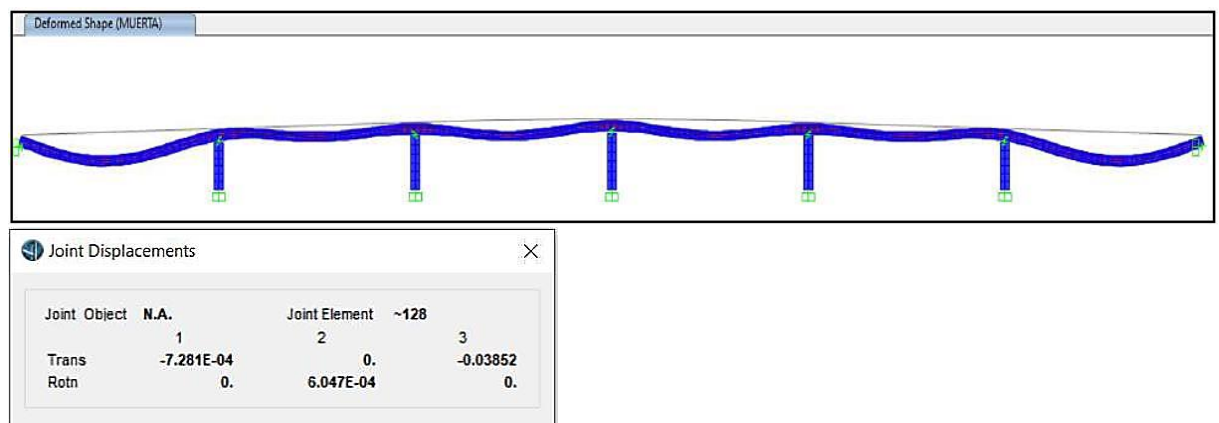 Deformed Shape (MUERTA)
Joint Displacements
Joint Object N.A. Joint Element ~128
1 2 3
Trans -7.281E-04 0. -0.03852
Rotn 0. 6.047E-04 0.